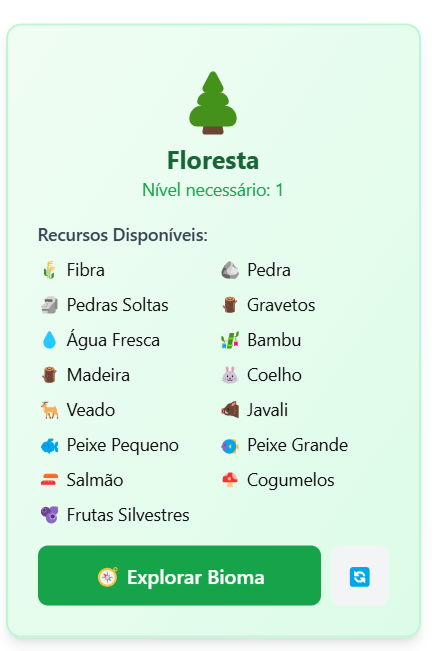 Floresta
Nível necessário: 1
Recursos Disponíveis:
Fibra
Pedra
Pedras Soltas
Gravetos
Água Fresca
Bambu
Madeira
Coelho
Veado
Javali
Peixe Pequeno
Peixe Grande
Salmão
Cogumelos
Frutas Silvestres
Explorar Bioma